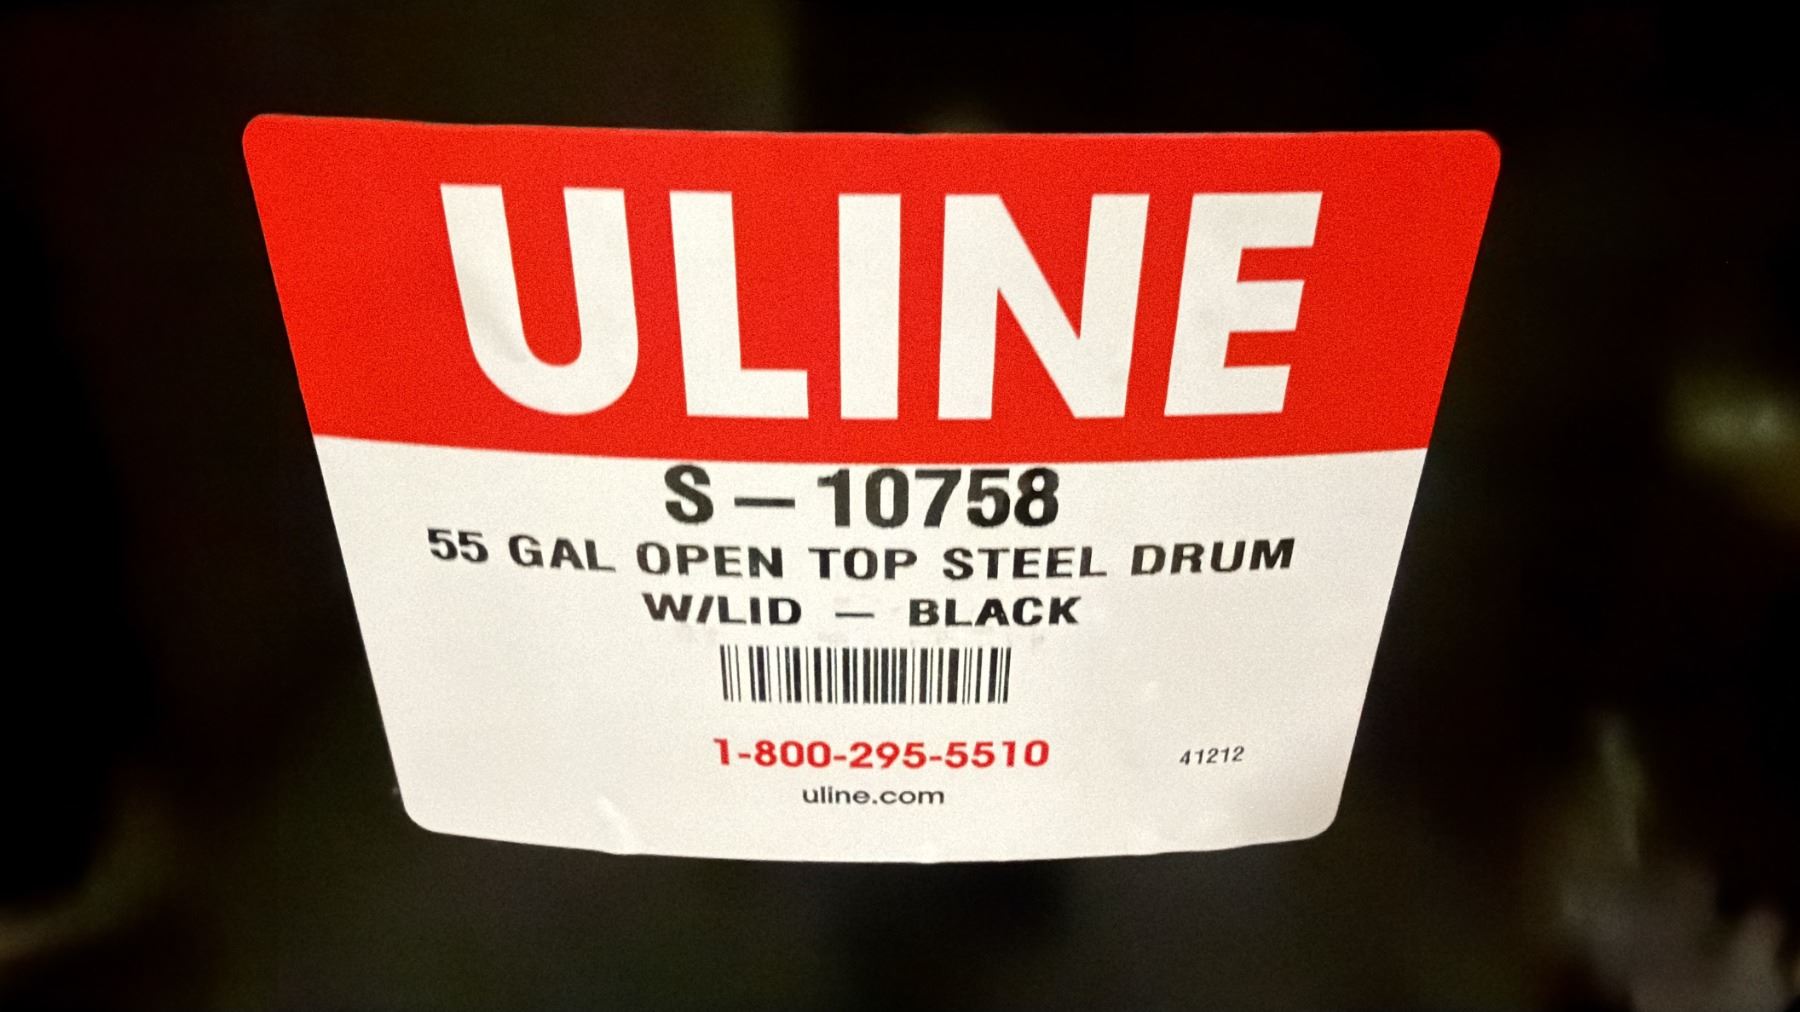 ULINE
S – 10758
55 GAL OPEN TOP STEEL DRUM
W/LID – BLACK
1-800-295-5510
41212
uline.com